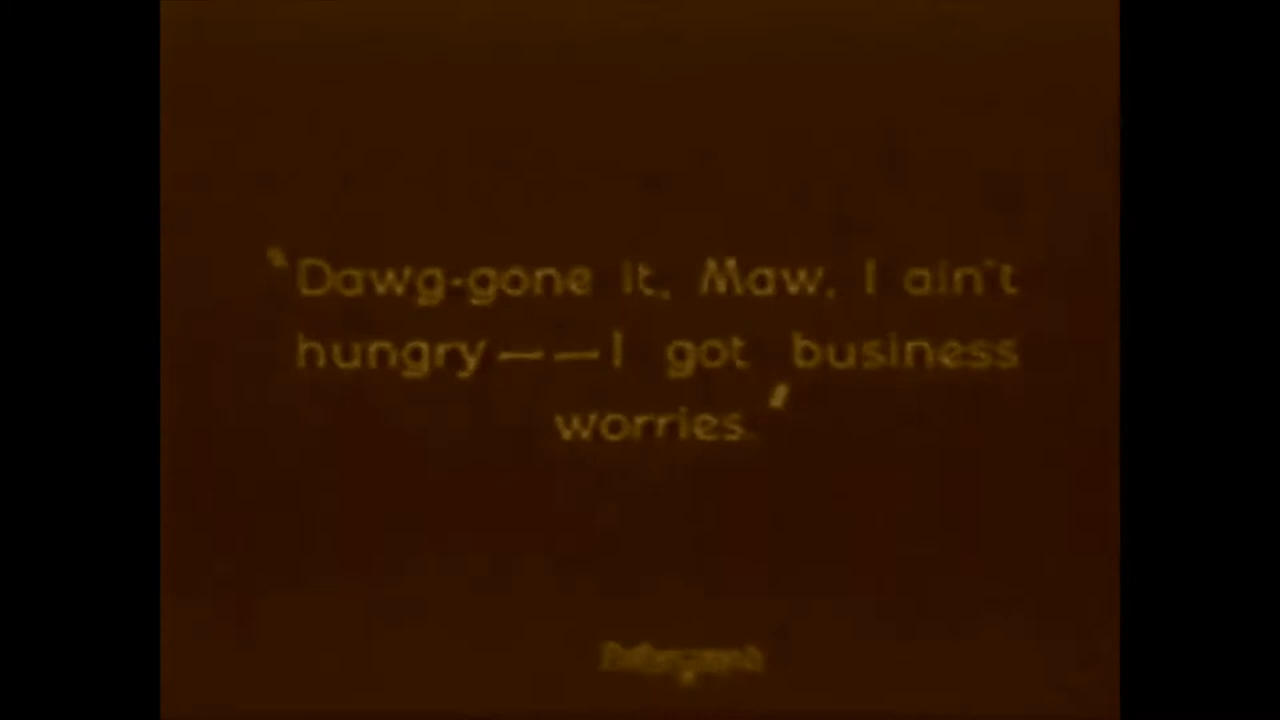 "Dawg-gone it, Maw, I ain't
hungry——I got business
worries."